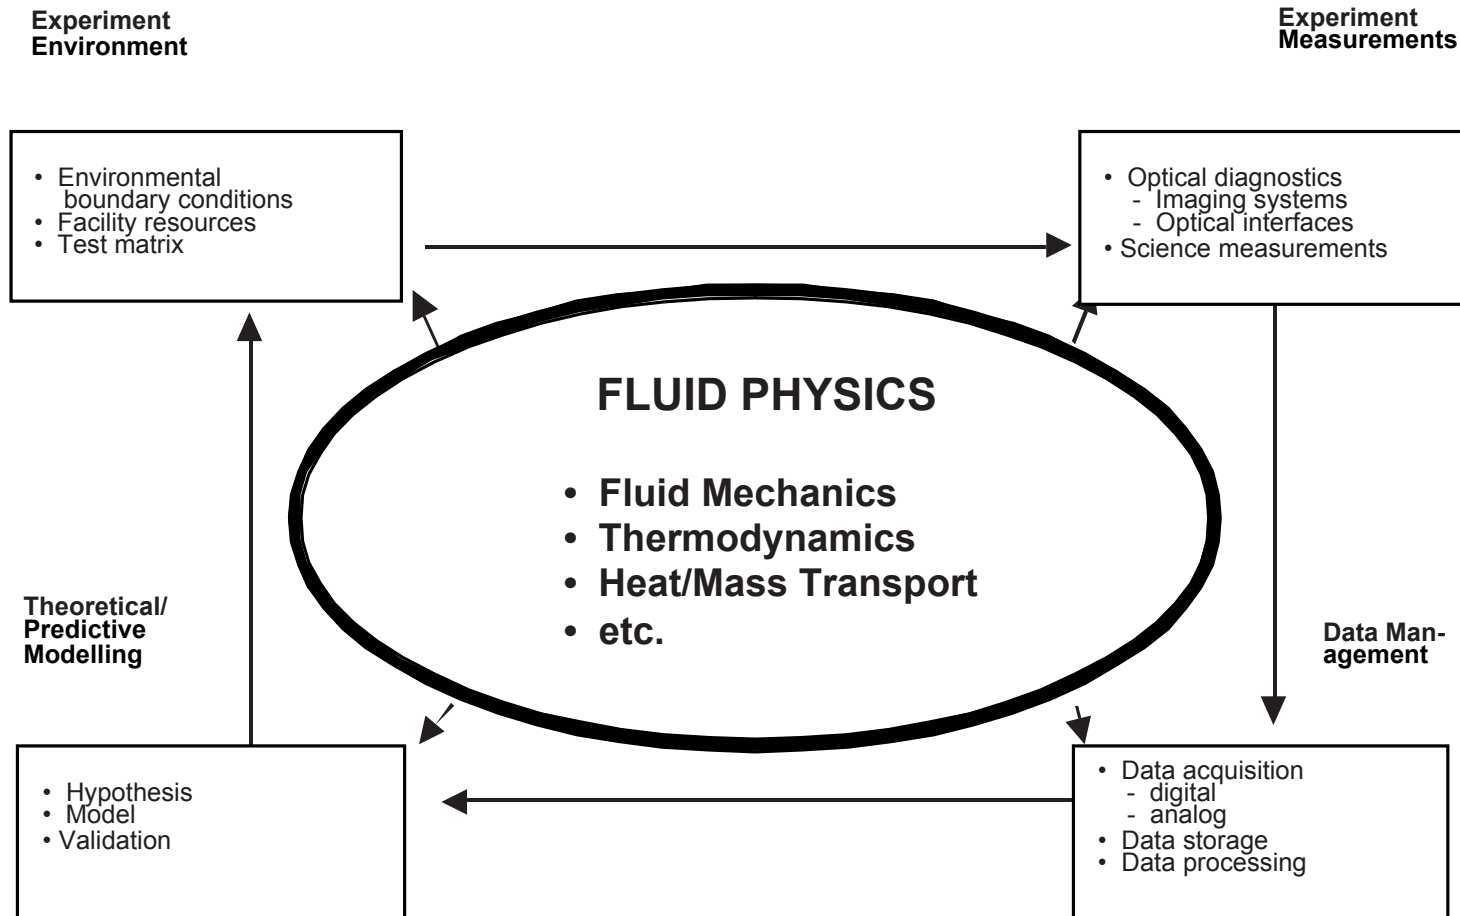 Experiment
Environment
Experiment
Measurements
• Environmental
boundary conditions
• Facility resources
• Test matrix
• Optical diagnostics
- Imaging systems
- Optical interfaces
• Science measurements
FLUID PHYSICS
• Fluid Mechanics
• Thermodynamics
• Heat/Mass Transport
• etc.
Theoretical/
Predictive
Modelling
Data Man-
agement
• Hypothesis
• Model
• Validation
• Data acquisition
- digital
- analog
• Data storage
• Data processing